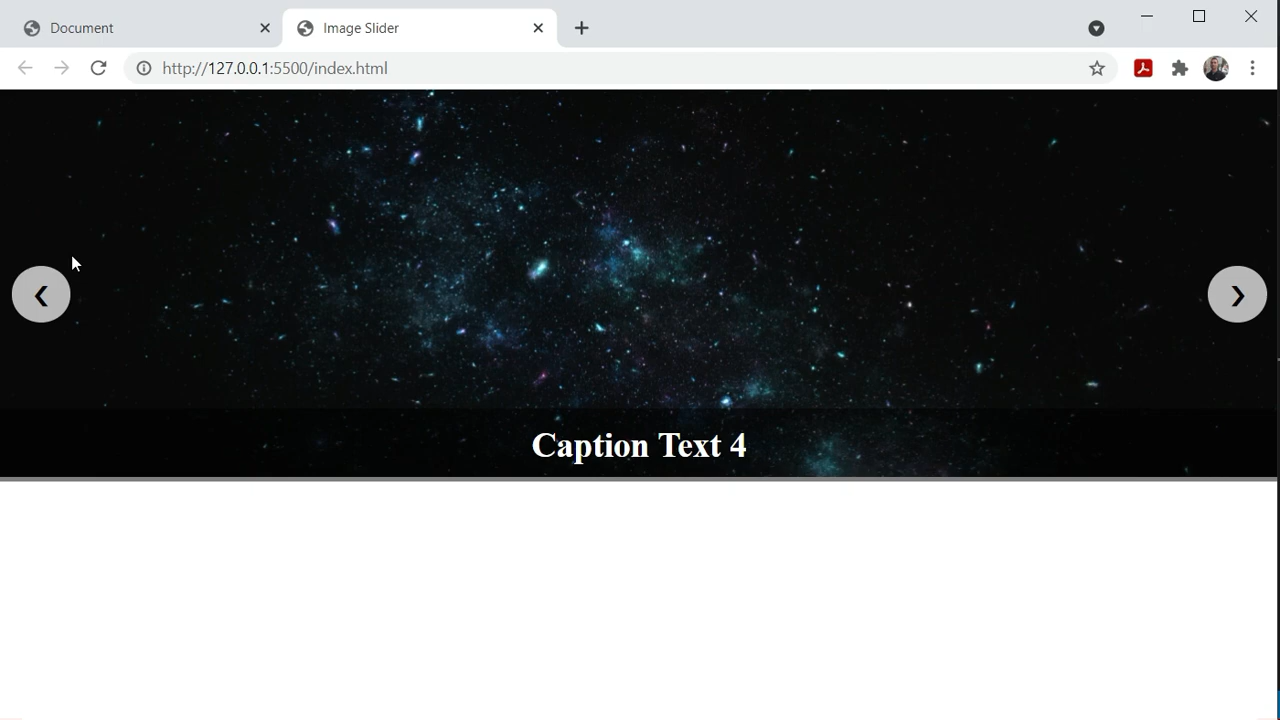 Document
Image Slider
http://127.0.0.1:5500/index.html
❮
❯
Caption Text 4